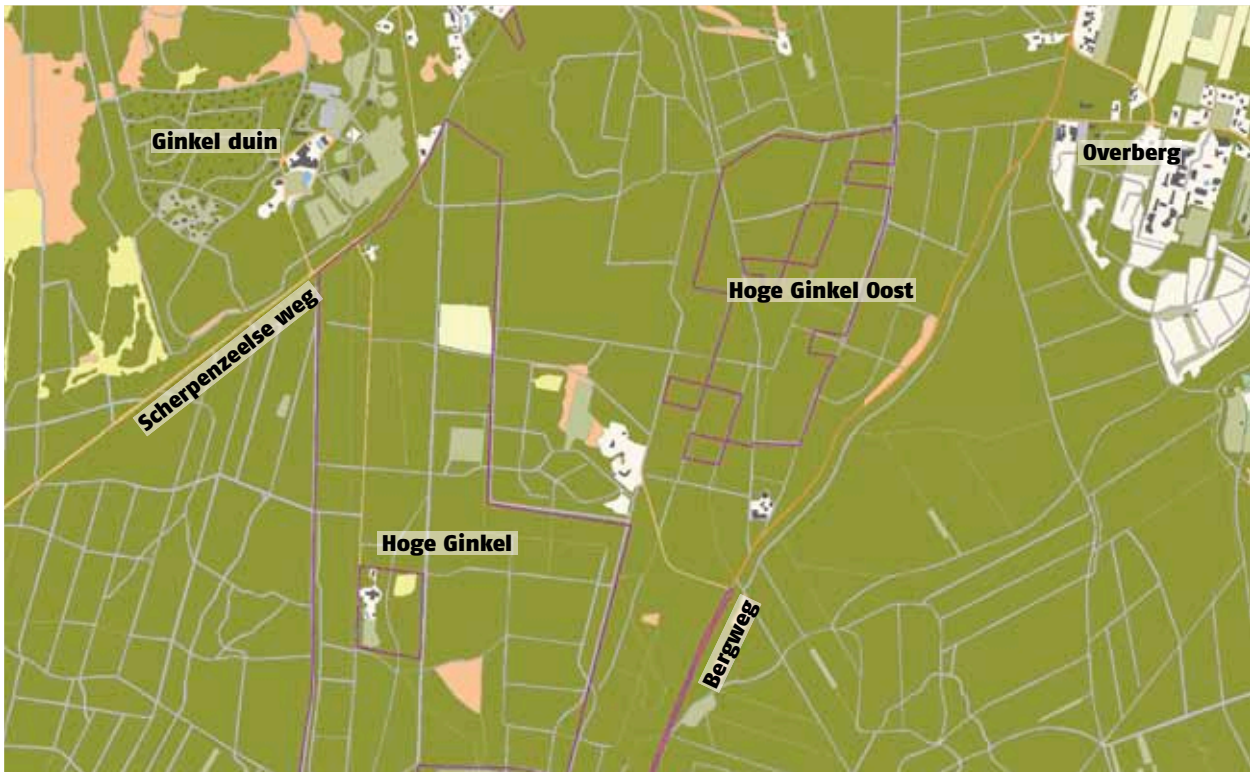 Ginkel duin
Overberg
Hoge Ginkel Oost
Scherpenzeelse weg
Hoge Ginkel
Bergweg